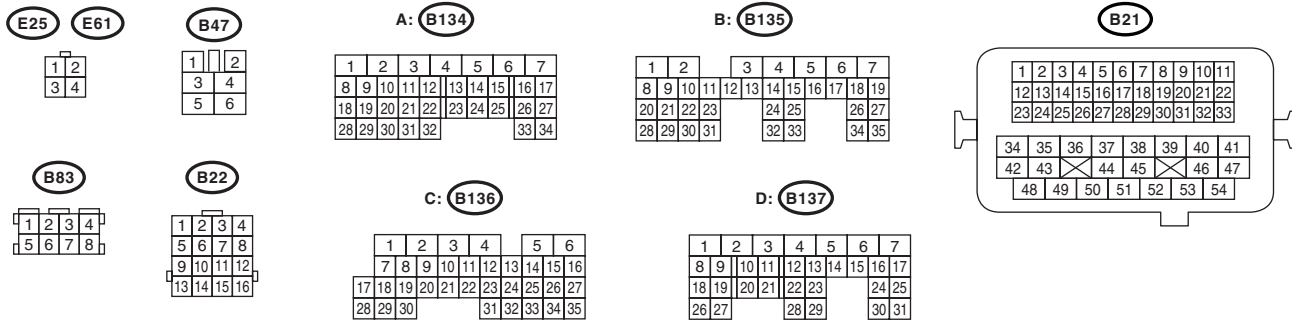 E25 E61
1 2
3 4
B47
1 2
3 4
5 6
A: B134
1 2 3 4 5 6 7
8 9 10 11 12 13 14 15 16 17
18 19 20 21 22 23 24 25 26 27
28 29 30 31 32 33 34
B: B135
1 2 3 4 5 6 7
8 9 10 11 12 13 14 15 16 17 18 19
20 21 22 23 24 25 26 27
28 29 30 31 32 33 34 35
B21
1 2 3 4 5 6 7 8 9 10 11
12 13 14 15 16 17 18 19 20 21 22
23 24 25 26 27 28 29 30 31 32 33
34 35 36 37 38 39 40 41
42 43 44 45 46 47
48 49 50 51 52 53 54
B83
1 2 3 4
5 6 7 8
B22
1 2 3 4
5 6 7 8
9 10 11 12
13 14 15 16
C: B136
1 2 3 4 5 6
7 8 9 10 11 12 13 14 15 16
17 18 19 20 21 22 23 24 25 26 27
28 29 30 31 32 33 34 35
D: B137
1 2 3 4 5 6 7
8 9 10 11 12 13 14 15 16 17
18 19 20 21 22 23 24 25
26 27 28 29 30 31